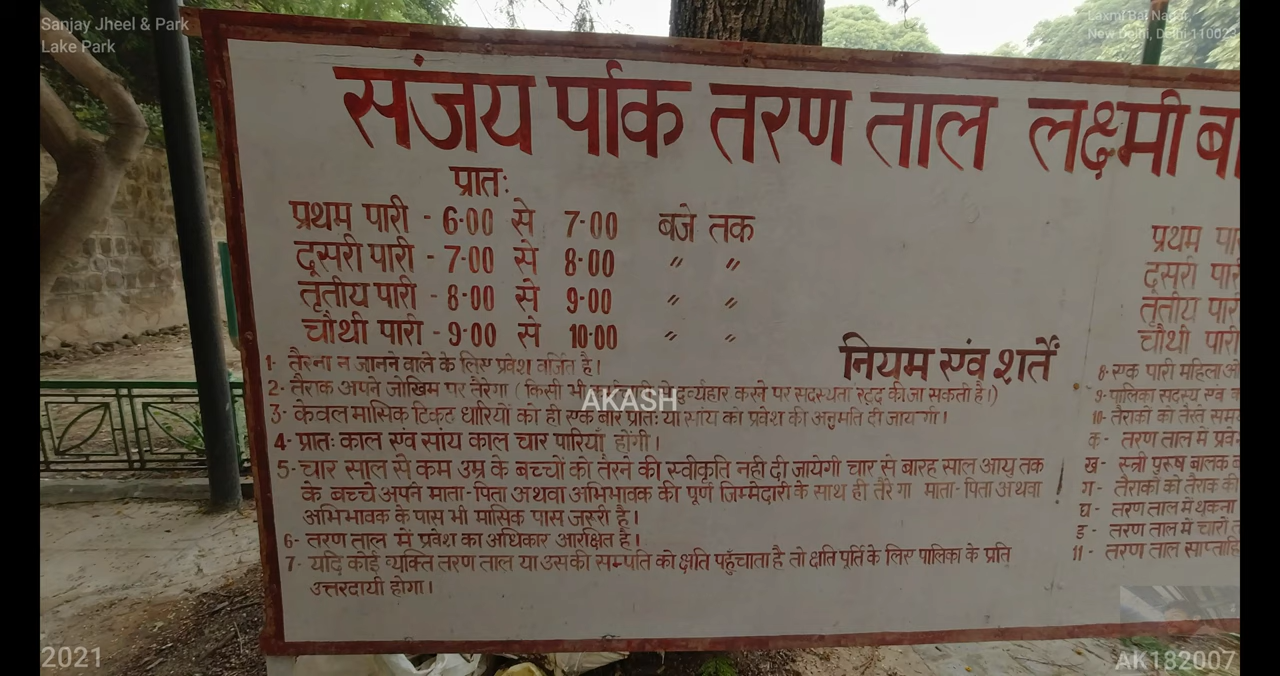 Sanjay Jheel & Park
Lake Park
Laxmi Bai Nagar,
New Delhi, Delhi 110023
संजय पार्क तरण ताल लक्ष्मी बा
प्रातः
प्रथम पारी - 6·00 से 7·00 बजे तक
दूसरी पारी - 7·00 से 8·00 〃 〃
तृतीय पारी - 8·00 से 9·00 〃 〃
चौथी पारी - 9·00 से 10·00 〃 〃
नियम एंव शर्तें
1- तैरना न जानने वाले के लिए प्रवेश वर्जित है।
2- तैराक अपने जोखिम पर तैरेगा ( किसी भी करने पर सदस्यता रद्द की जा सकती है।)
3- केवल मासिक टिकट धारियों को ही एक बार प्रातः या सांय को प्रवेश की अनुमति दी जायेगी।
4- प्रातः काल एंव सांय काल चार पारियाँ होंगी।
5- चार साल से कम उम्र के बच्चों को तैरने की स्वीकृति नही दी जायेगी चार से बारह साल आयु तक
के बच्चे अपने माता-पिता अथवा अभिभावक की पूर्ण जिम्मेदारी के साथ ही तैरेगा माता-पिता अथवा
अभिभावक के पास भी मासिक पास जरुरी है।
6- तरण ताल में प्रवेश का अधिकार आरक्षित है।
7- यदि कोई व्यक्ति तरण ताल या उसकी सम्पति को क्षति पहुँचाता है तो क्षति पूर्ति के लिए पालिका के प्रति
उत्तरदायी होगा।
प्रथम पा
दूसरी पारी
तृतीय पारी
चौथी पारी
8- एक पारी महिलाओ
9- पालिका सदस्य एंव
10- तैराकों को तैरते समय
क- तरण ताल में प्रवे
ख- स्त्री पुरुष बालक
ग- तैराकों को तैराक की
घ- तरण ताल में थूकना
ड- तरण ताल में चारों
11- तरण ताल साप्ताहि
AKASH
2021
AK182007